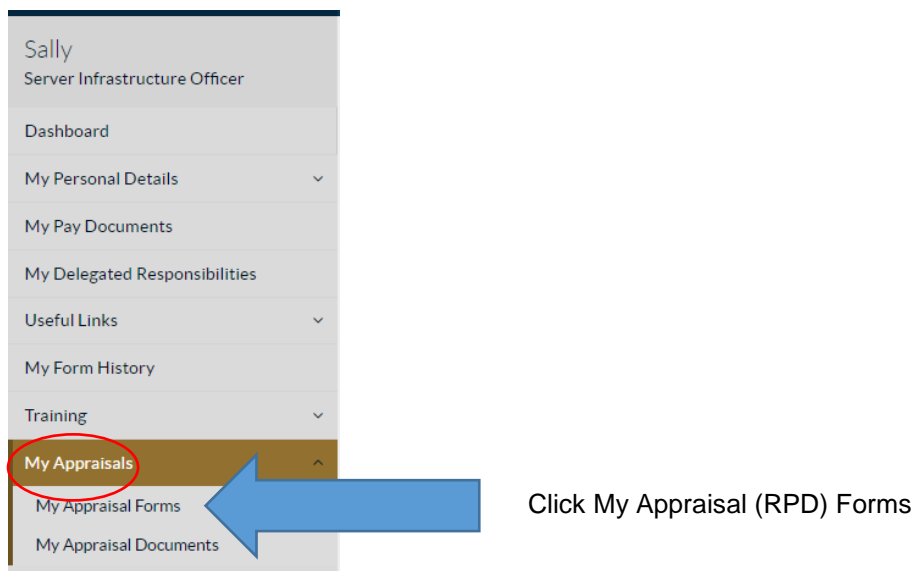 Sally
Server Infrastructure Officer
Dashboard
My Personal Details
My Pay Documents
My Delegated Responsibilities
Useful Links
My Form History
Training
My Appraisals
My Appraisal Forms
My Appraisal Documents
Click My Appraisal (RPD) Forms